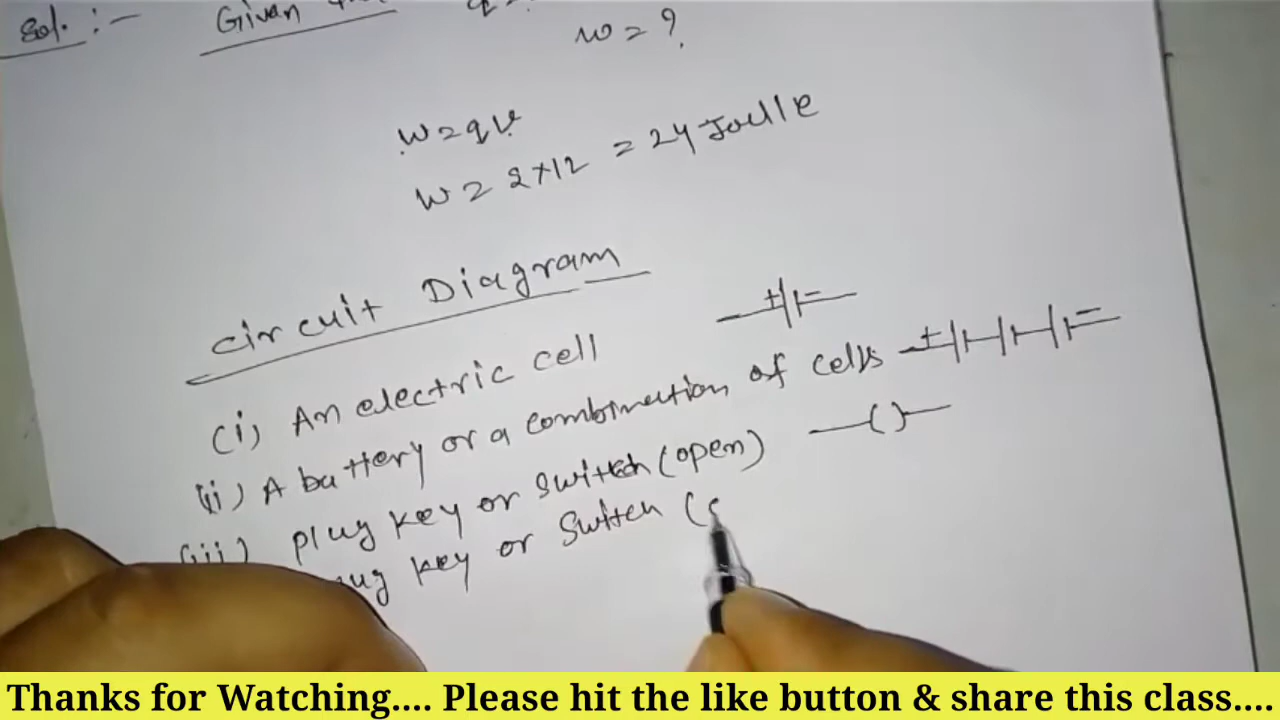 Sol. :- Given
w = ?
W = qV
W = 2×12 = 24 Joule
Circuit Diagram
(i) An electric cell + -
(ii) A battery or a combination of cells + -
(iii) plug key or switch (open) —( )—
plug key or switch (c
Thanks for Watching.... Please hit the like button & share this class....